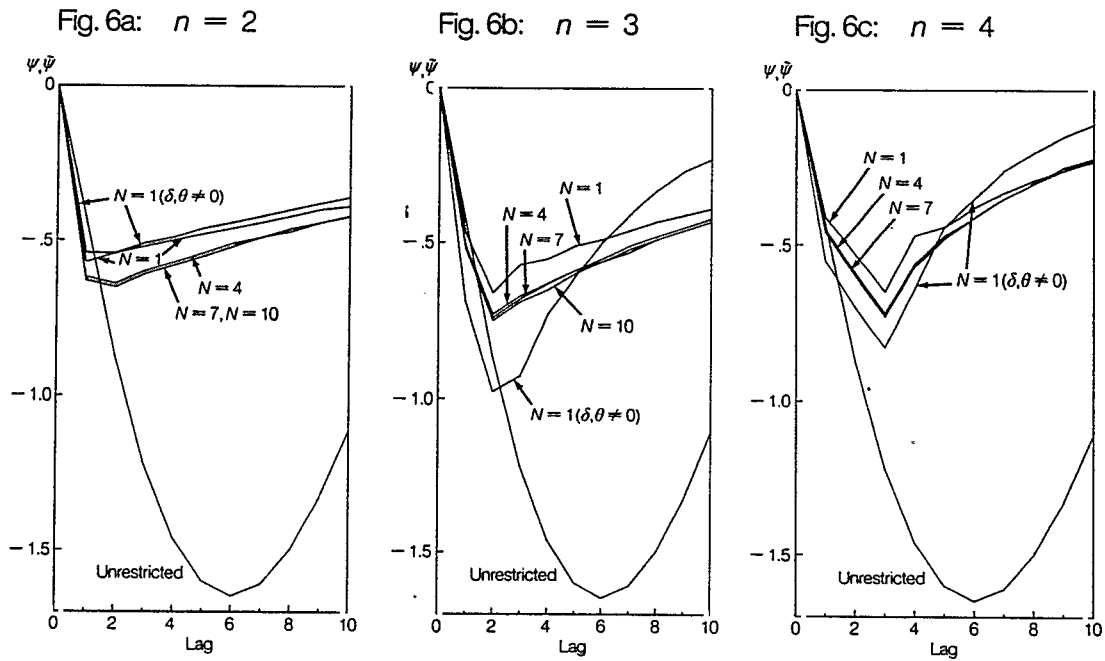 Fig. 6a: n = 2
ψ, ψ̃
0
−.5
−1.0
−1.5
N = 1(δ,θ ≠ 0)
N = 1
N = 4
N = 7, N = 10
Unrestricted
0 2 4 6 8 10
Lag
Fig. 6b: n = 3
ψ, ψ̃
0
−.5
−1.0
−1.5
N = 1
N = 4
N = 7
N = 10
N = 1(δ,θ ≠ 0)
Unrestricted
0 2 4 6 8 10
Lag
Fig. 6c: n = 4
ψ, ψ̃
0
−.5
−1.0
−1.5
N = 1
N = 4
N = 7
N = 1(δ,θ ≠ 0)
Unrestricted
0 2 4 6 8 10
Lag